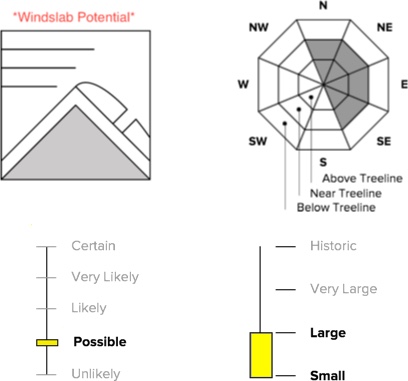 *Windslab Potential*
N
NW
NE
W
E
SW
SE
S
Above Treeline
Near Treeline
Below Treeline
Certain
Very Likely
Likely
Possible
Unlikely
Historic
Very Large
Large
Small